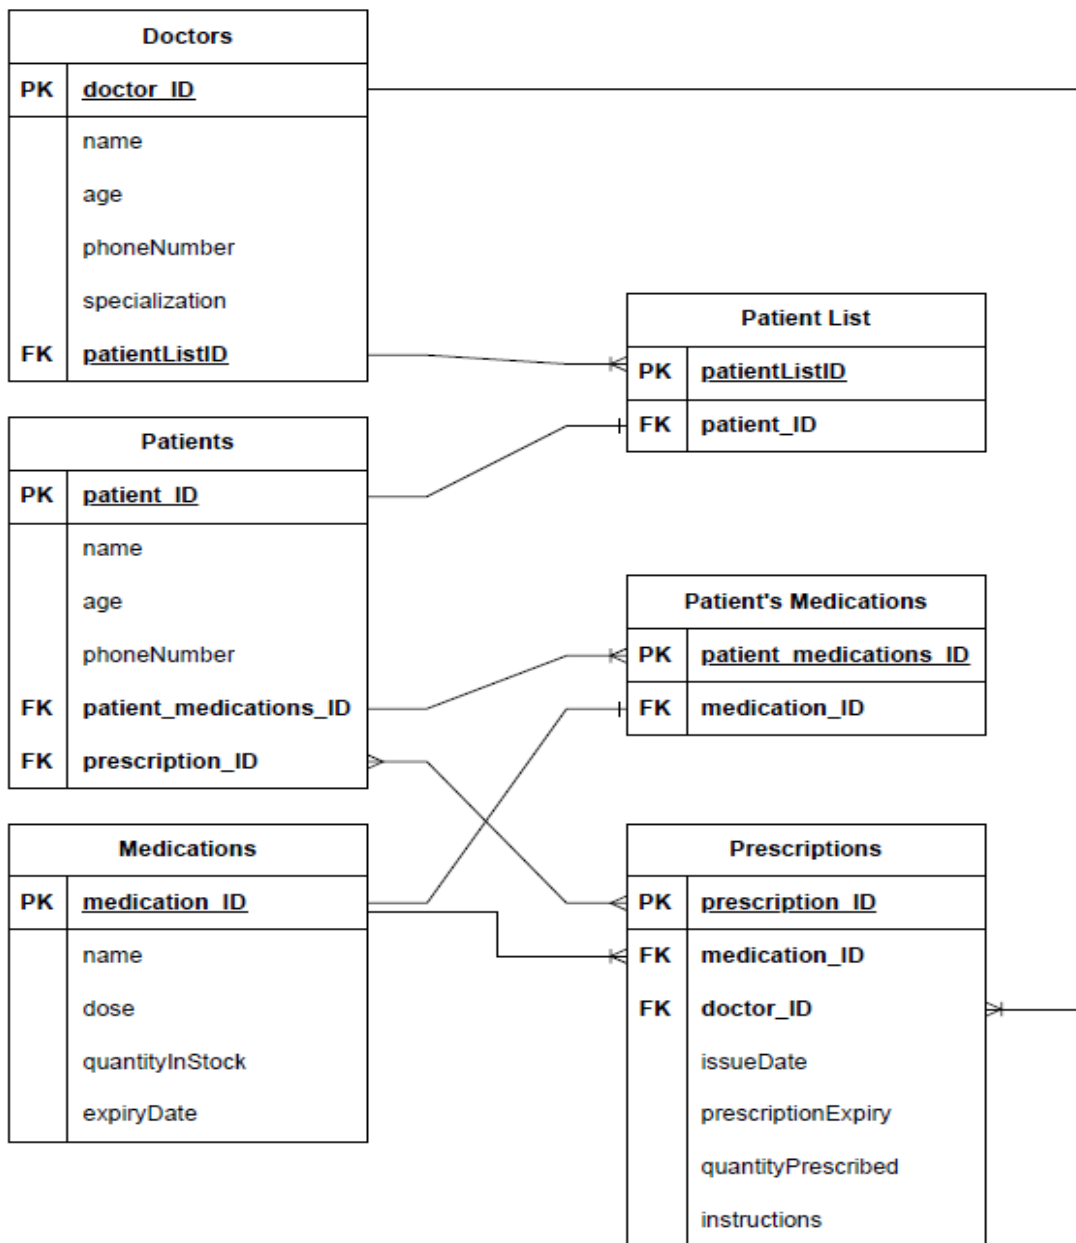 Doctors
PK doctor_ID
name
age
phoneNumber
specialization
FK patientListID
Patient List
PK patientListID
FK patient_ID
Patients
PK patient_ID
name
age
phoneNumber
FK patient_medications_ID
FK prescription_ID
Patient's Medications
PK patient_medications_ID
FK medication_ID
Medications
PK medication_ID
name
dose
quantityInStock
expiryDate
Prescriptions
PK prescription_ID
FK medication_ID
FK doctor_ID
issueDate
prescriptionExpiry
quantityPrescribed
instructions